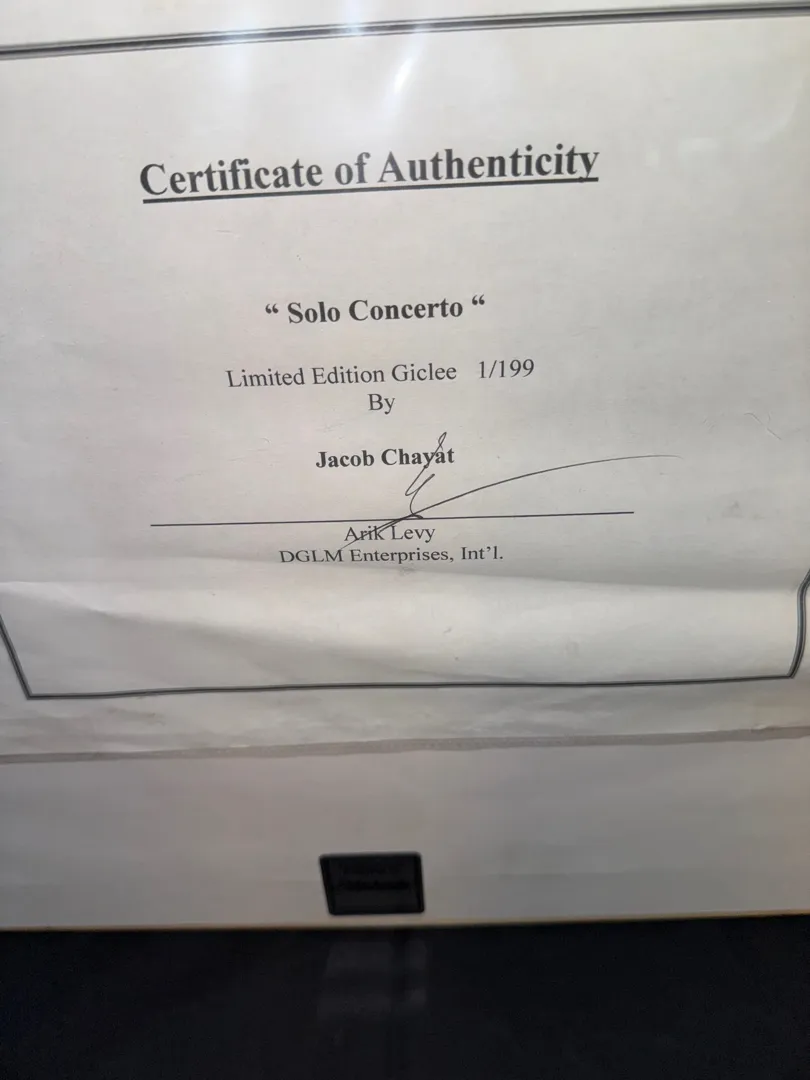 Certificate of Authenticity
“ Solo Concerto “
Limited Edition Giclee 1/199
By
Jacob Chayat
Arik Levy
DGLM Enterprises, Int’l.